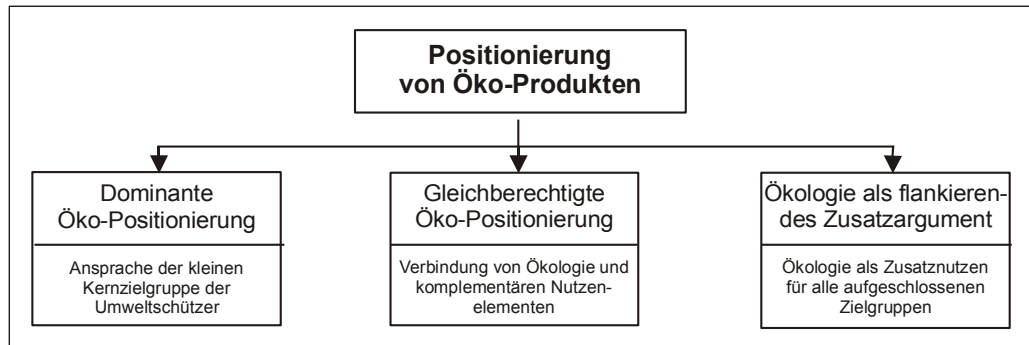 Positionierung
von Öko-Produkten
Dominante
Öko-Positionierung
Ansprache der kleinen
Kernzielgruppe der
Umweltschützer
Gleichberechtigte
Öko-Positionierung
Verbindung von Ökologie und
komplementären Nutzen-
elementen
Ökologie als flankieren-
des Zusatzargument
Ökologie als Zusatznutzen
für alle aufgeschlossenen
Zielgruppen